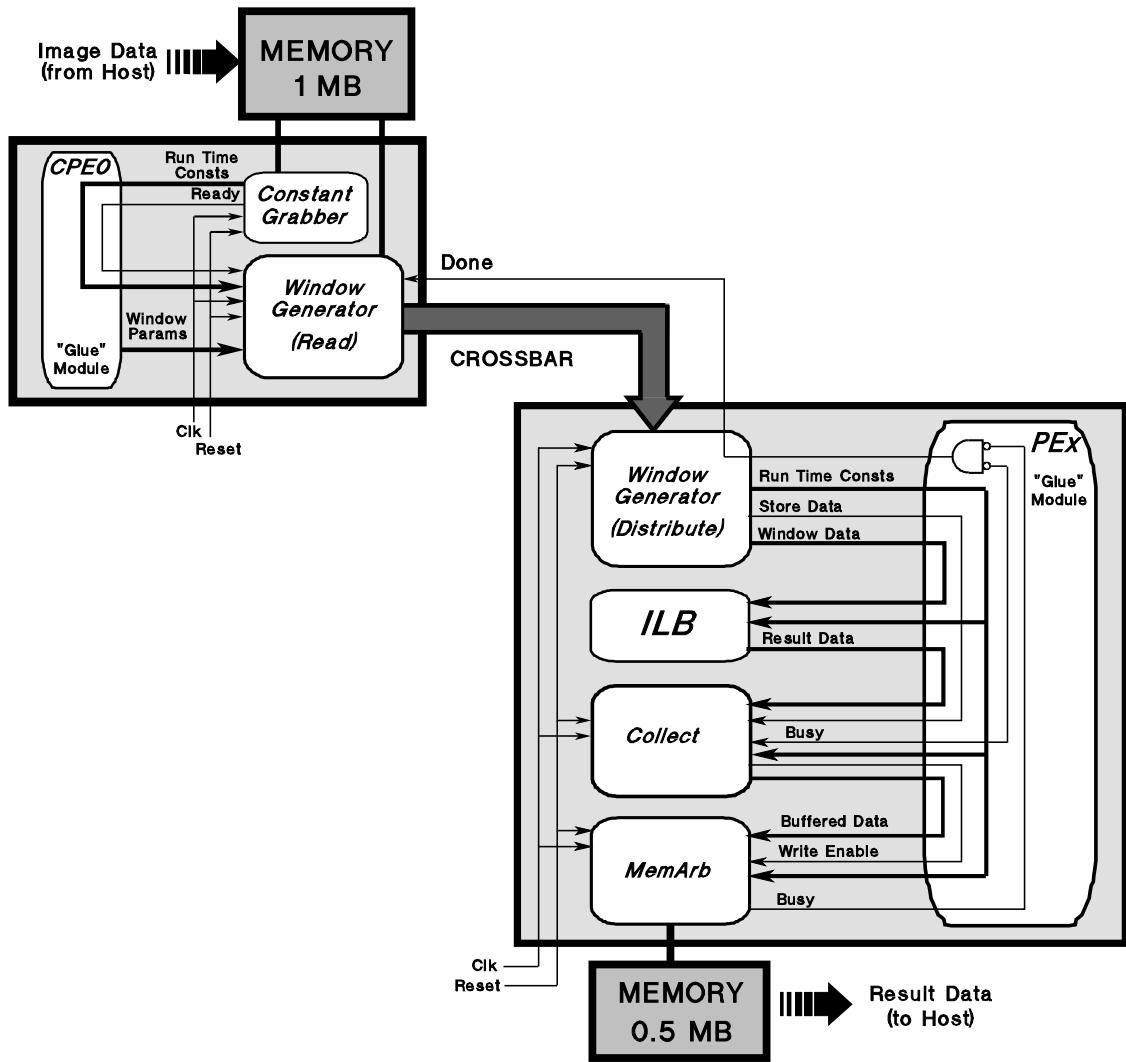 Image Data
(from Host)
MEMORY
1 MB
CPE0
Run Time
Consts
Ready
Constant
Grabber
Window
Generator
(Read)
Window
Params
"Glue"
Module
Done
CROSSBAR
Clk
Reset
Window
Generator
(Distribute)
Run Time Consts
Store Data
Window Data
PEx
"Glue"
Module
ILB
Result Data
Collect
Busy
Buffered Data
Write Enable
MemArb
Busy
Clk
Reset
MEMORY
0.5 MB
Result Data
(to Host)